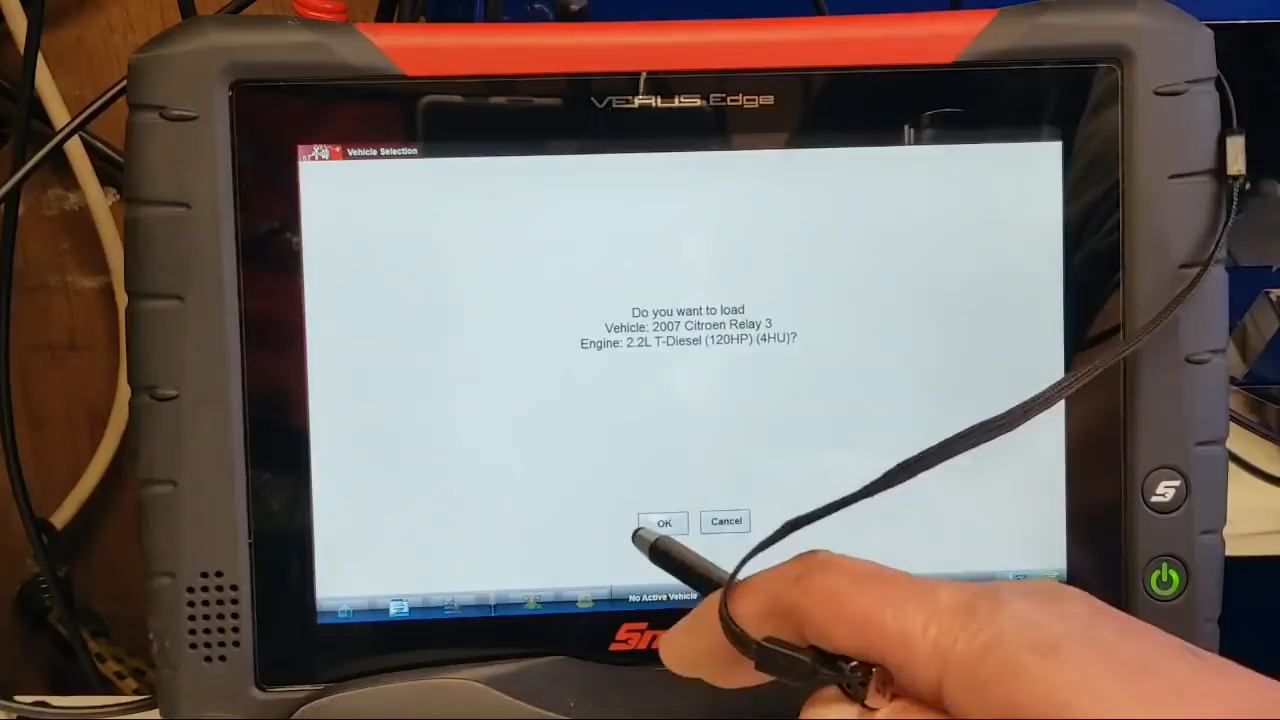 VERUS Edge
Vehicle Selection
Do you want to load
Vehicle: 2007 Citroen Relay 3
Engine: 2.2L T-Diesel (120HP) (4HU)?
OK
Cancel
No Active Vehicle